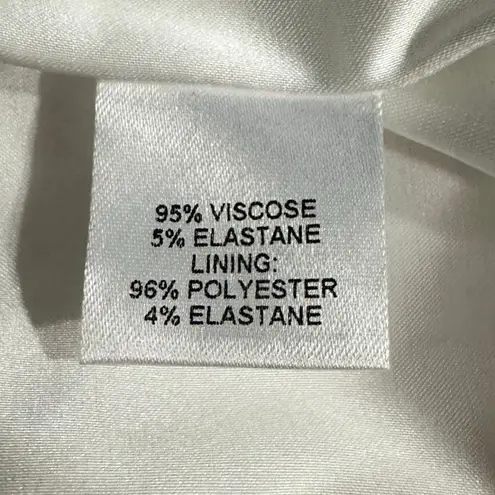 95% VISCOSE
5% ELASTANE
LINING:
96% POLYESTER
4% ELASTANE